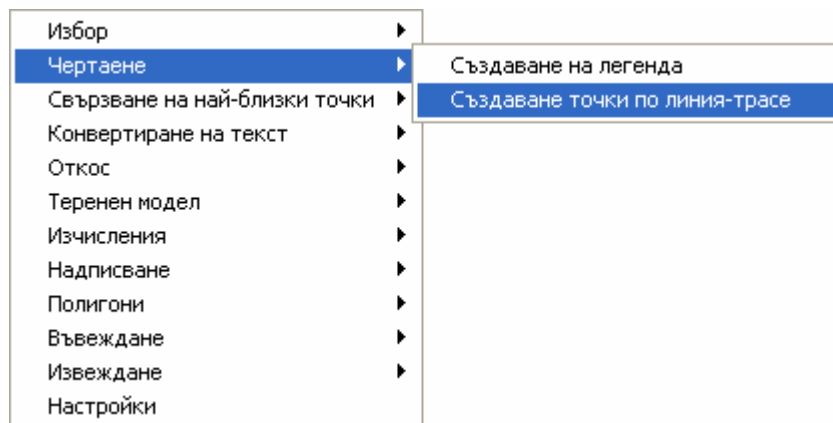 Избор
Чертаене
Създаване на легенда
Свързване на най-близки точки
Създаване точки по линия-трасе
Конвертиране на текст
Откос
Теренен модел
Изчисления
Надписване
Полигони
Въвеждане
Извеждане
Настройки